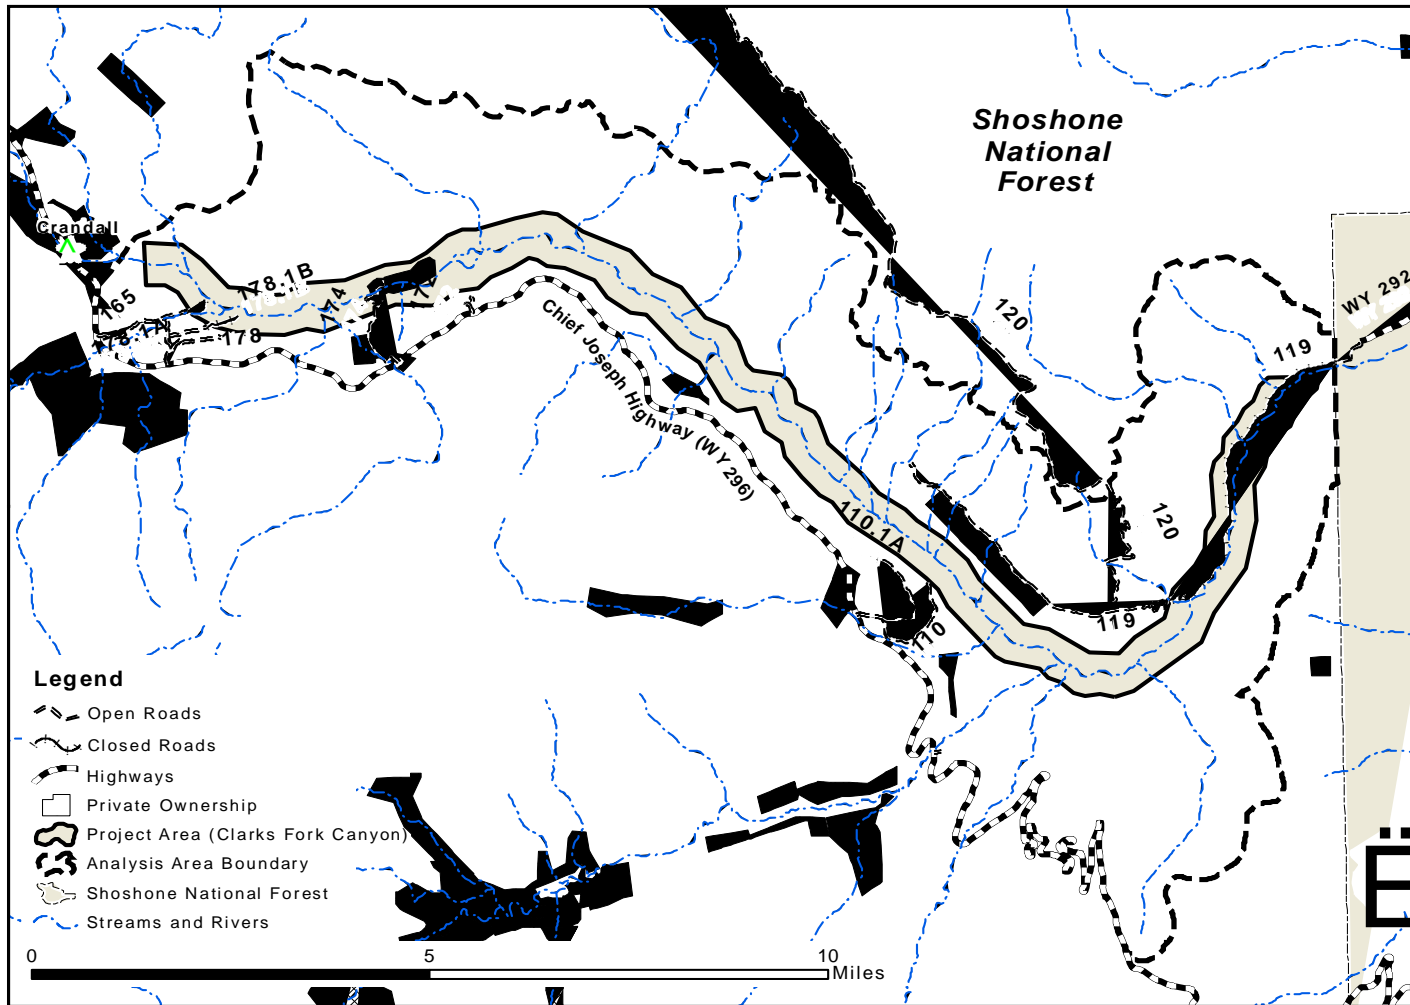 Shoshone
National
Forest
Crandall
165
178.1B
174
178.1A
178
Chief Joseph Highway (WY 296)
120
WY 292
119
110.1A
120
119
110
Legend
Open Roads
Closed Roads
Highways
Private Ownership
Project Area (Clarks Fork Canyon)
Analysis Area Boundary
Shoshone National Forest
Streams and Rivers
0 5 10
Miles
Ë